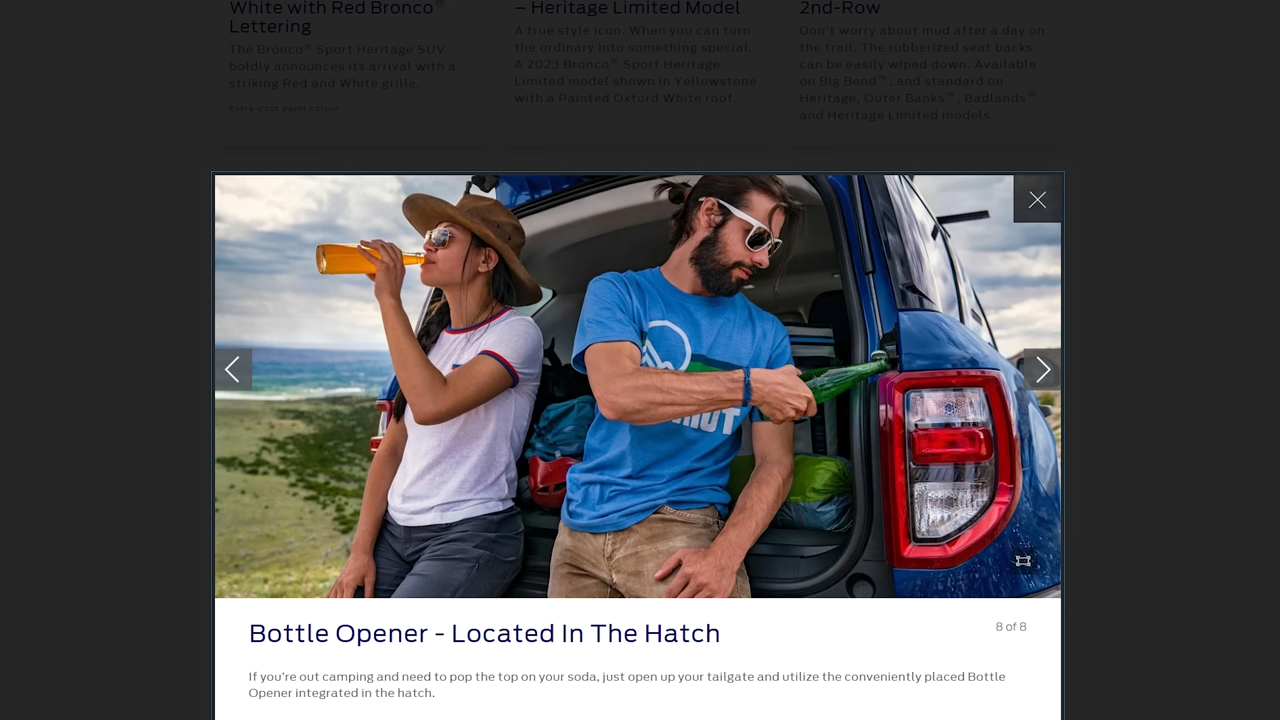 White with Red Bronco®
Lettering
The Bronco® Sport Heritage SUV
boldly announces its arrival with a
striking Red and White grille.
Extra-cost paint colour
– Heritage Limited Model
A true style icon. When you can turn
the ordinary into something special.
A 2023 Bronco® Sport Heritage
Limited model shown in Yellowstone
with a Painted Oxford White roof.
2nd-Row
Don't worry about mud after a day on
the trail. The rubberized seat backs
can be easily wiped down. Available
on Big Bend™, and standard on
Heritage, Outer Banks™, Badlands™
and Heritage Limited models.
Bottle Opener - Located In The Hatch
8 of 8
If you're out camping and need to pop the top on your soda, just open up your tailgate and utilize the conveniently placed Bottle
Opener integrated in the hatch.